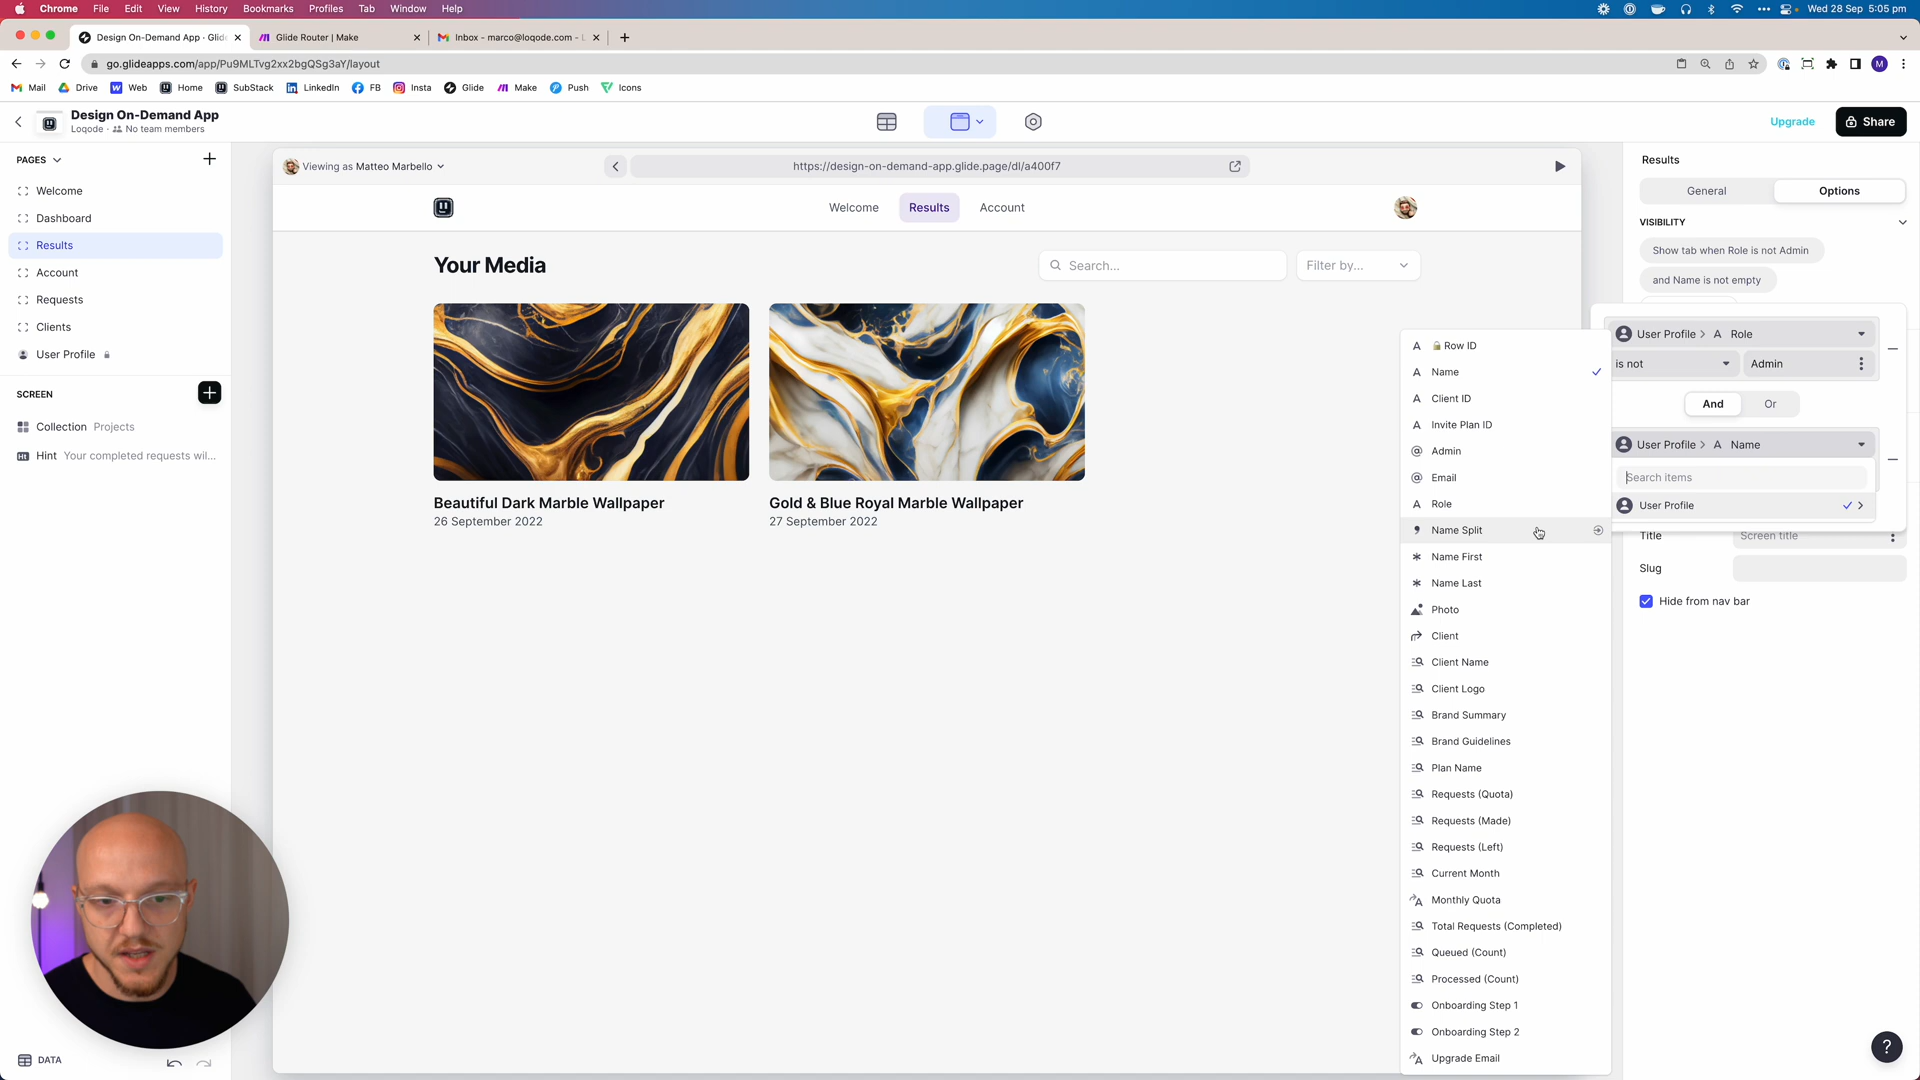 Chrome File Edit View History Bookmarks Profiles Tab Window Help
Wed 28 Sep 5:05 pm
Design On-Demand App · Glide
Glide Router | Make
Inbox - marco@loqode.com - L
go.glideapps.com/app/Pu9MLTvg2xx2bgQSg3aY/layout
M
Mail Drive Web Home SubStack LinkedIn FB Insta Glide Make Push Icons
Design On-Demand App
Loqode · No team members
Upgrade
Share
PAGES
Welcome
Dashboard
Results
Account
Requests
Clients
User Profile
SCREEN
Collection Projects
Hint Your completed requests wil...
DATA
Viewing as Matteo Marbello
https://design-on-demand-app.glide.page/dl/a400f7
Welcome Results Account
Your Media
Search...
Filter by...
Beautiful Dark Marble Wallpaper
26 September 2022
Gold & Blue Royal Marble Wallpaper
27 September 2022
Row ID
Name
Client ID
Invite Plan ID
Admin
Email
Role
Name Split
Name First
Name Last
Photo
Client
Client Name
Client Logo
Brand Summary
Brand Guidelines
Plan Name
Requests (Quota)
Requests (Made)
Requests (Left)
Current Month
Monthly Quota
Total Requests (Completed)
Queued (Count)
Processed (Count)
Onboarding Step 1
Onboarding Step 2
Upgrade Email
Results
General Options
VISIBILITY
Show tab when Role is not Admin
and Name is not empty
User Profile > A Role
is not Admin
And Or
User Profile > A Name
Search items
User Profile
Title Screen title
Slug
Hide from nav bar
?